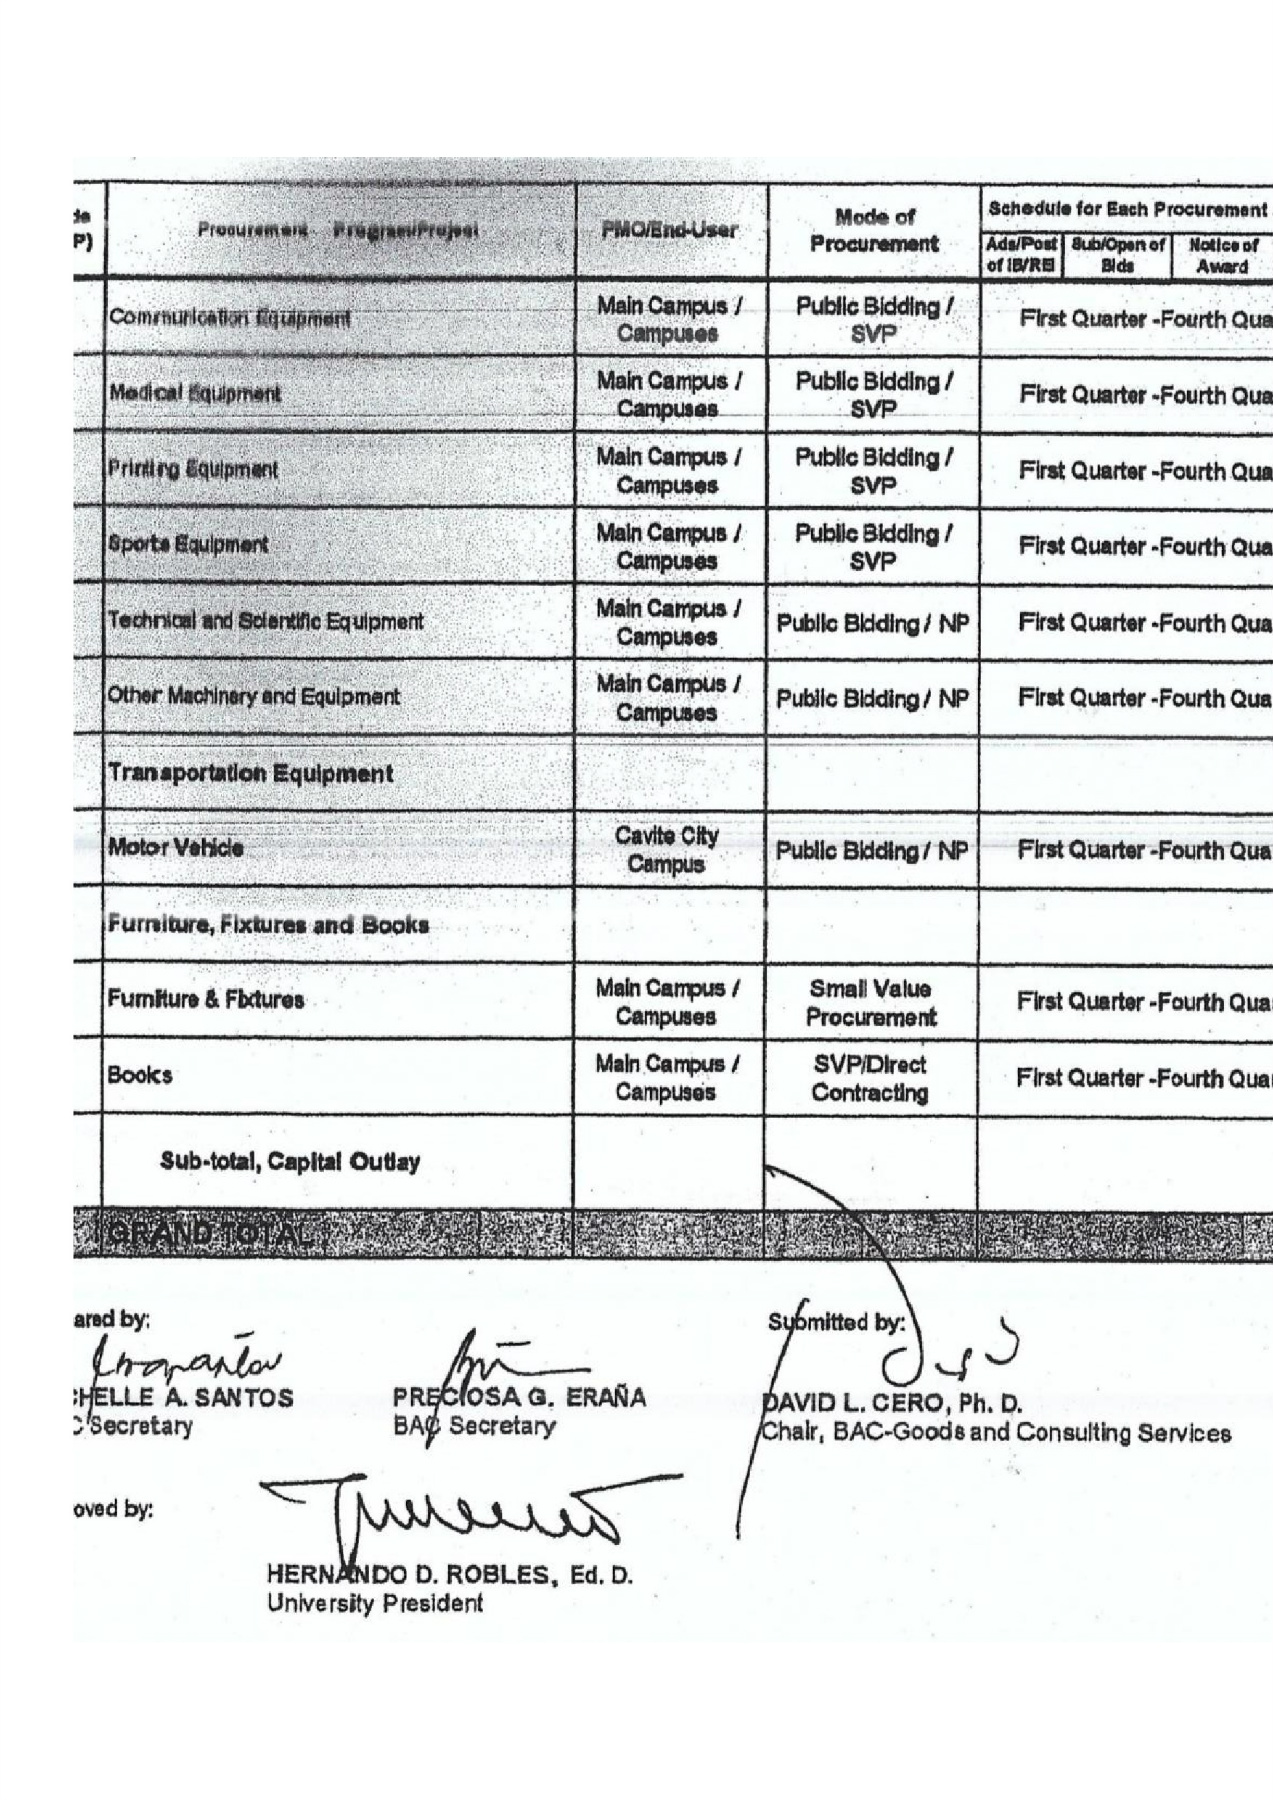 de
P)
Procurement Program/Project
PMO/End-User
Mode of
Procurement
Schedule for Each Procurement
Ads/Post
of IB/REI
Sub/Open of
Bids
Notice of
Award
Communication Equipment
Main Campus /
Campuses
Public Bidding /
SVP
First Quarter -Fourth Qua
Medical Equipment
Main Campus /
Campuses
Public Bidding /
SVP
First Quarter -Fourth Qua
Printing Equipment
Main Campus /
Campuses
Public Bidding /
SVP
First Quarter -Fourth Qua
Sports Equipment
Main Campus /
Campuses
Public Bidding /
SVP
First Quarter -Fourth Qua
Technical and Scientific Equipment
Main Campus /
Campuses
Public Bidding / NP
First Quarter -Fourth Qua
Other Machinery and Equipment
Main Campus /
Campuses
Public Bidding / NP
First Quarter -Fourth Qua
Transportation Equipment
Motor Vehicle
Cavite City
Campus
Public Bidding / NP
First Quarter -Fourth Qua
Furniture, Fixtures and Books
Furniture & Fixtures
Main Campus /
Campuses
Small Value
Procurement
First Quarter -Fourth Qua
Books
Main Campus /
Campuses
SVP/Direct
Contracting
First Quarter -Fourth Qua
Sub-total, Capital Outlay
GRAND TOTAL
ared by:
Submitted by:
CHELLE A. SANTOS
PRECIOSA G. ERAÑA
DAVID L. CERO, Ph. D.
C Secretary
BAC Secretary
Chair, BAC-Goods and Consulting Services
oved by:
HERNANDO D. ROBLES, Ed. D.
University President